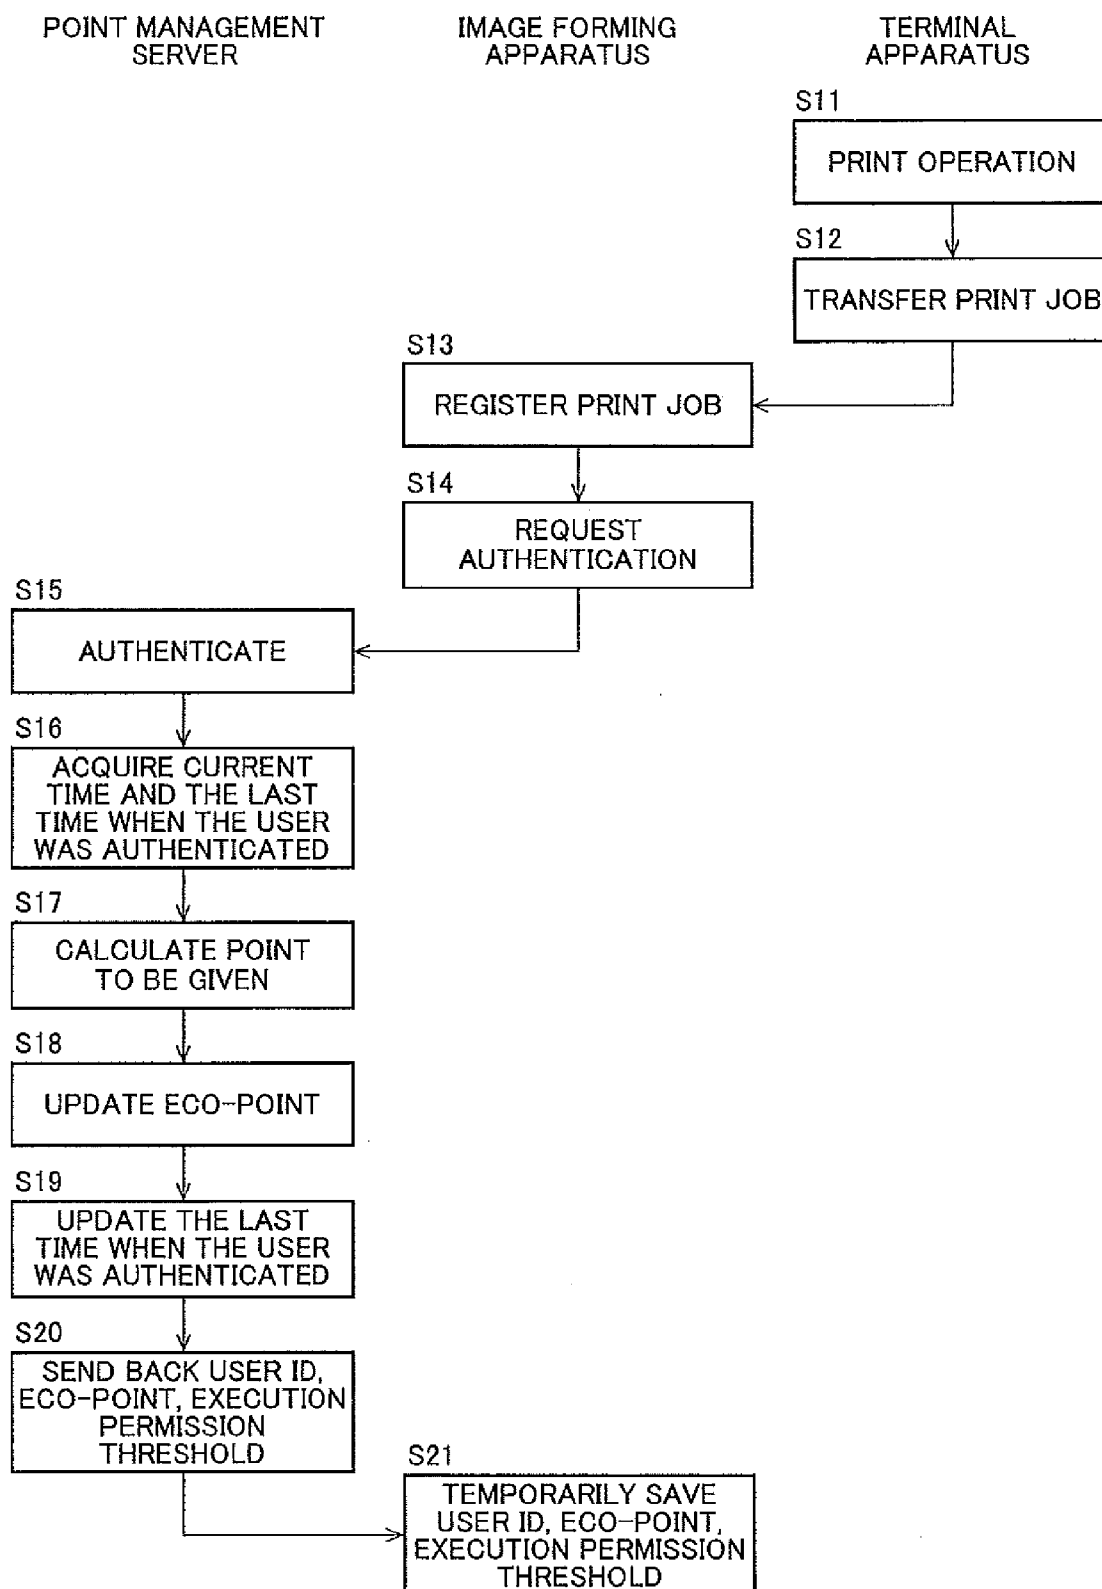 POINT MANAGEMENT
SERVER
IMAGE FORMING
APPARATUS
TERMINAL
APPARATUS
S11
PRINT OPERATION
S12
TRANSFER PRINT JOB
S13
REGISTER PRINT JOB
S14
REQUEST
AUTHENTICATION
S15
AUTHENTICATE
S16
ACQUIRE CURRENT
TIME AND THE LAST
TIME WHEN THE USER
WAS AUTHENTICATED
S17
CALCULATE POINT
TO BE GIVEN
S18
UPDATE ECO-POINT
S19
UPDATE THE LAST
TIME WHEN THE USER
WAS AUTHENTICATED
S20
SEND BACK USER ID,
ECO-POINT, EXECUTION
PERMISSION
THRESHOLD
S21
TEMPORARILY SAVE
USER ID, ECO-POINT,
EXECUTION PERMISSION
THRESHOLD